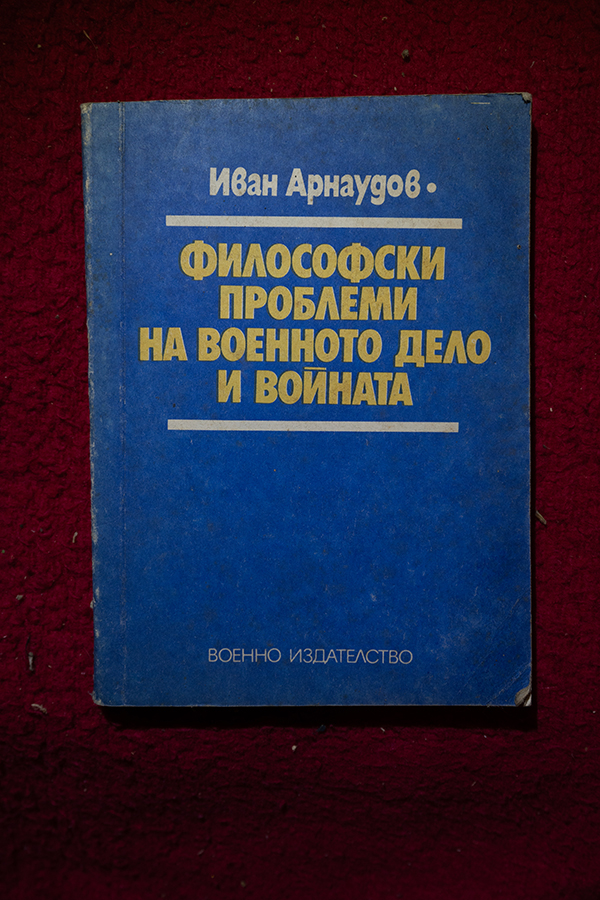 Иван Арнаудов •
ФИЛОСОФСКИ
ПРОБЛЕМИ
НА ВОЕННОТО ДЕЛО
И ВОЙНАТА
ВОЕННО ИЗДАТЕЛСТВО